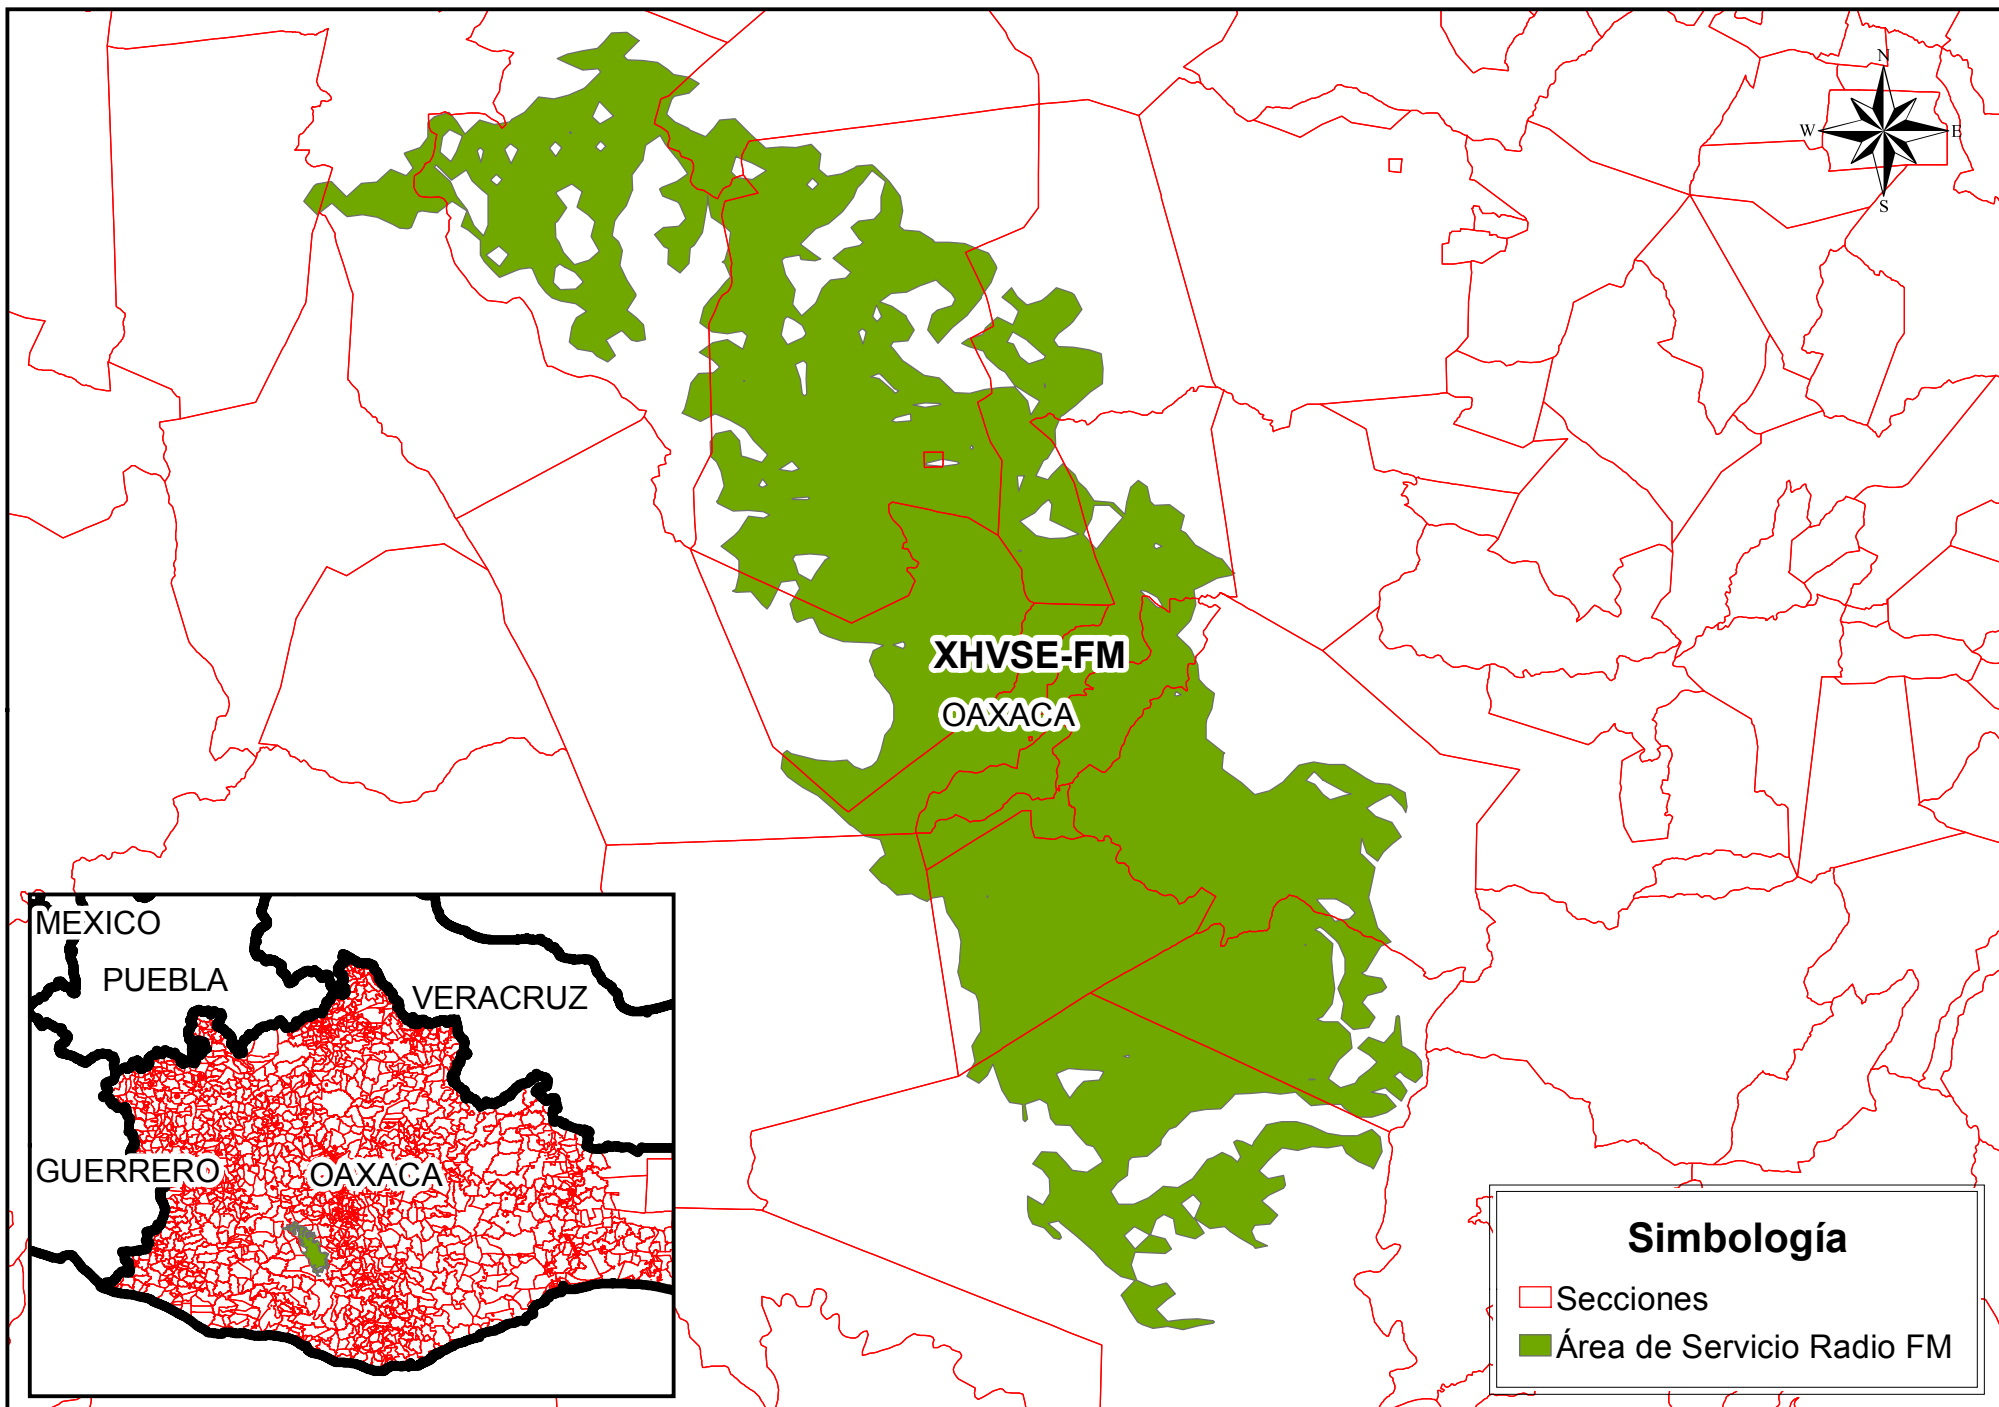 N
W
E
S
XHVSE-FM
OAXACA
MEXICO
PUEBLA
VERACRUZ
GUERRERO
OAXACA
Simbología
Secciones
Área de Servicio Radio FM